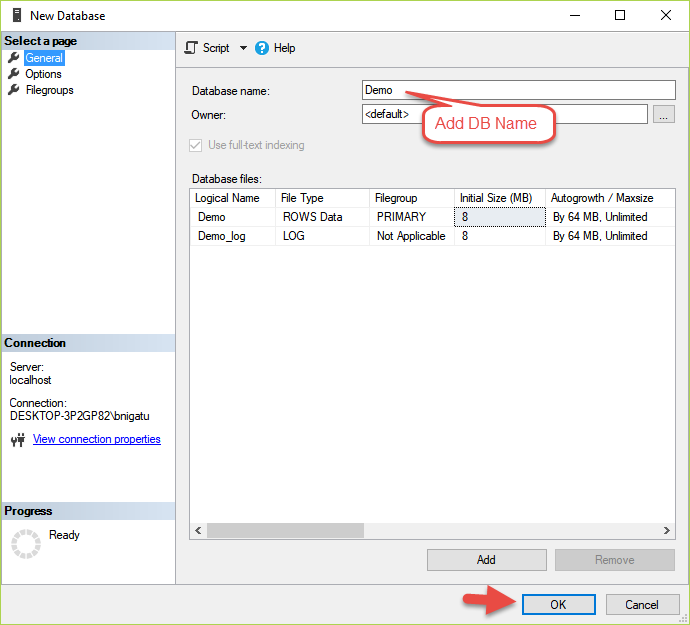 New Database
Select a page
General
Options
Filegroups
Script
Help
Database name:
Demo
Owner:
<default>
...
Add DB Name
Use full-text indexing
Database files:
Logical Name File Type Filegroup Initial Size (MB) Autogrowth / Maxsize
Demo ROWS Data PRIMARY 8 By 64 MB, Unlimited
Demo_log LOG Not Applicable 8 By 64 MB, Unlimited
Connection
Server:
localhost
Connection:
DESKTOP-3P2GP82\bnigatu
View connection properties
Progress
Ready
Add
Remove
OK
Cancel